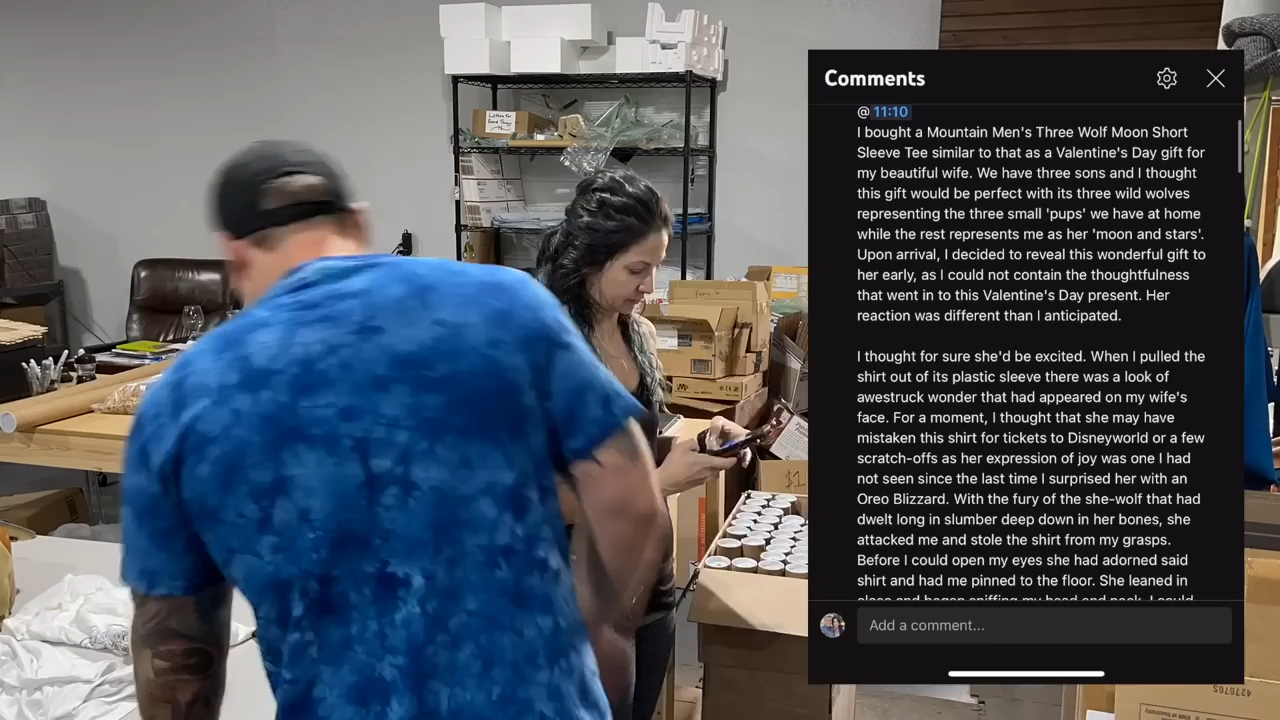 Comments
@ 11:10
I bought a Mountain Men's Three Wolf Moon Short
Sleeve Tee similar to that as a Valentine's Day gift for
my beautiful wife. We have three sons and I thought
this gift would be perfect with its three wild wolves
representing the three small 'pups' we have at home
while the rest represents me as her 'moon and stars'.
Upon arrival, I decided to reveal this wonderful gift to
her early, as I could not contain the thoughtfulness
that went in to this Valentine's Day present. Her
reaction was different than I anticipated.
I thought for sure she'd be excited. When I pulled the
shirt out of its plastic sleeve there was a look of
awestruck wonder that had appeared on my wife's
face. For a moment, I thought that she may have
mistaken this shirt for tickets to Disneyworld or a few
scratch-offs as her expression of joy was one I had
not seen since the last time I surprised her with an
Oreo Blizzard. With the fury of the she-wolf that had
dwelt long in slumber deep down in her bones, she
attacked me and stole the shirt from my grasps.
Before I could open my eyes she had adorned said
shirt and had me pinned to the floor. She leaned in
close and began sniffing my head and neck. I could
Add a comment...
$1